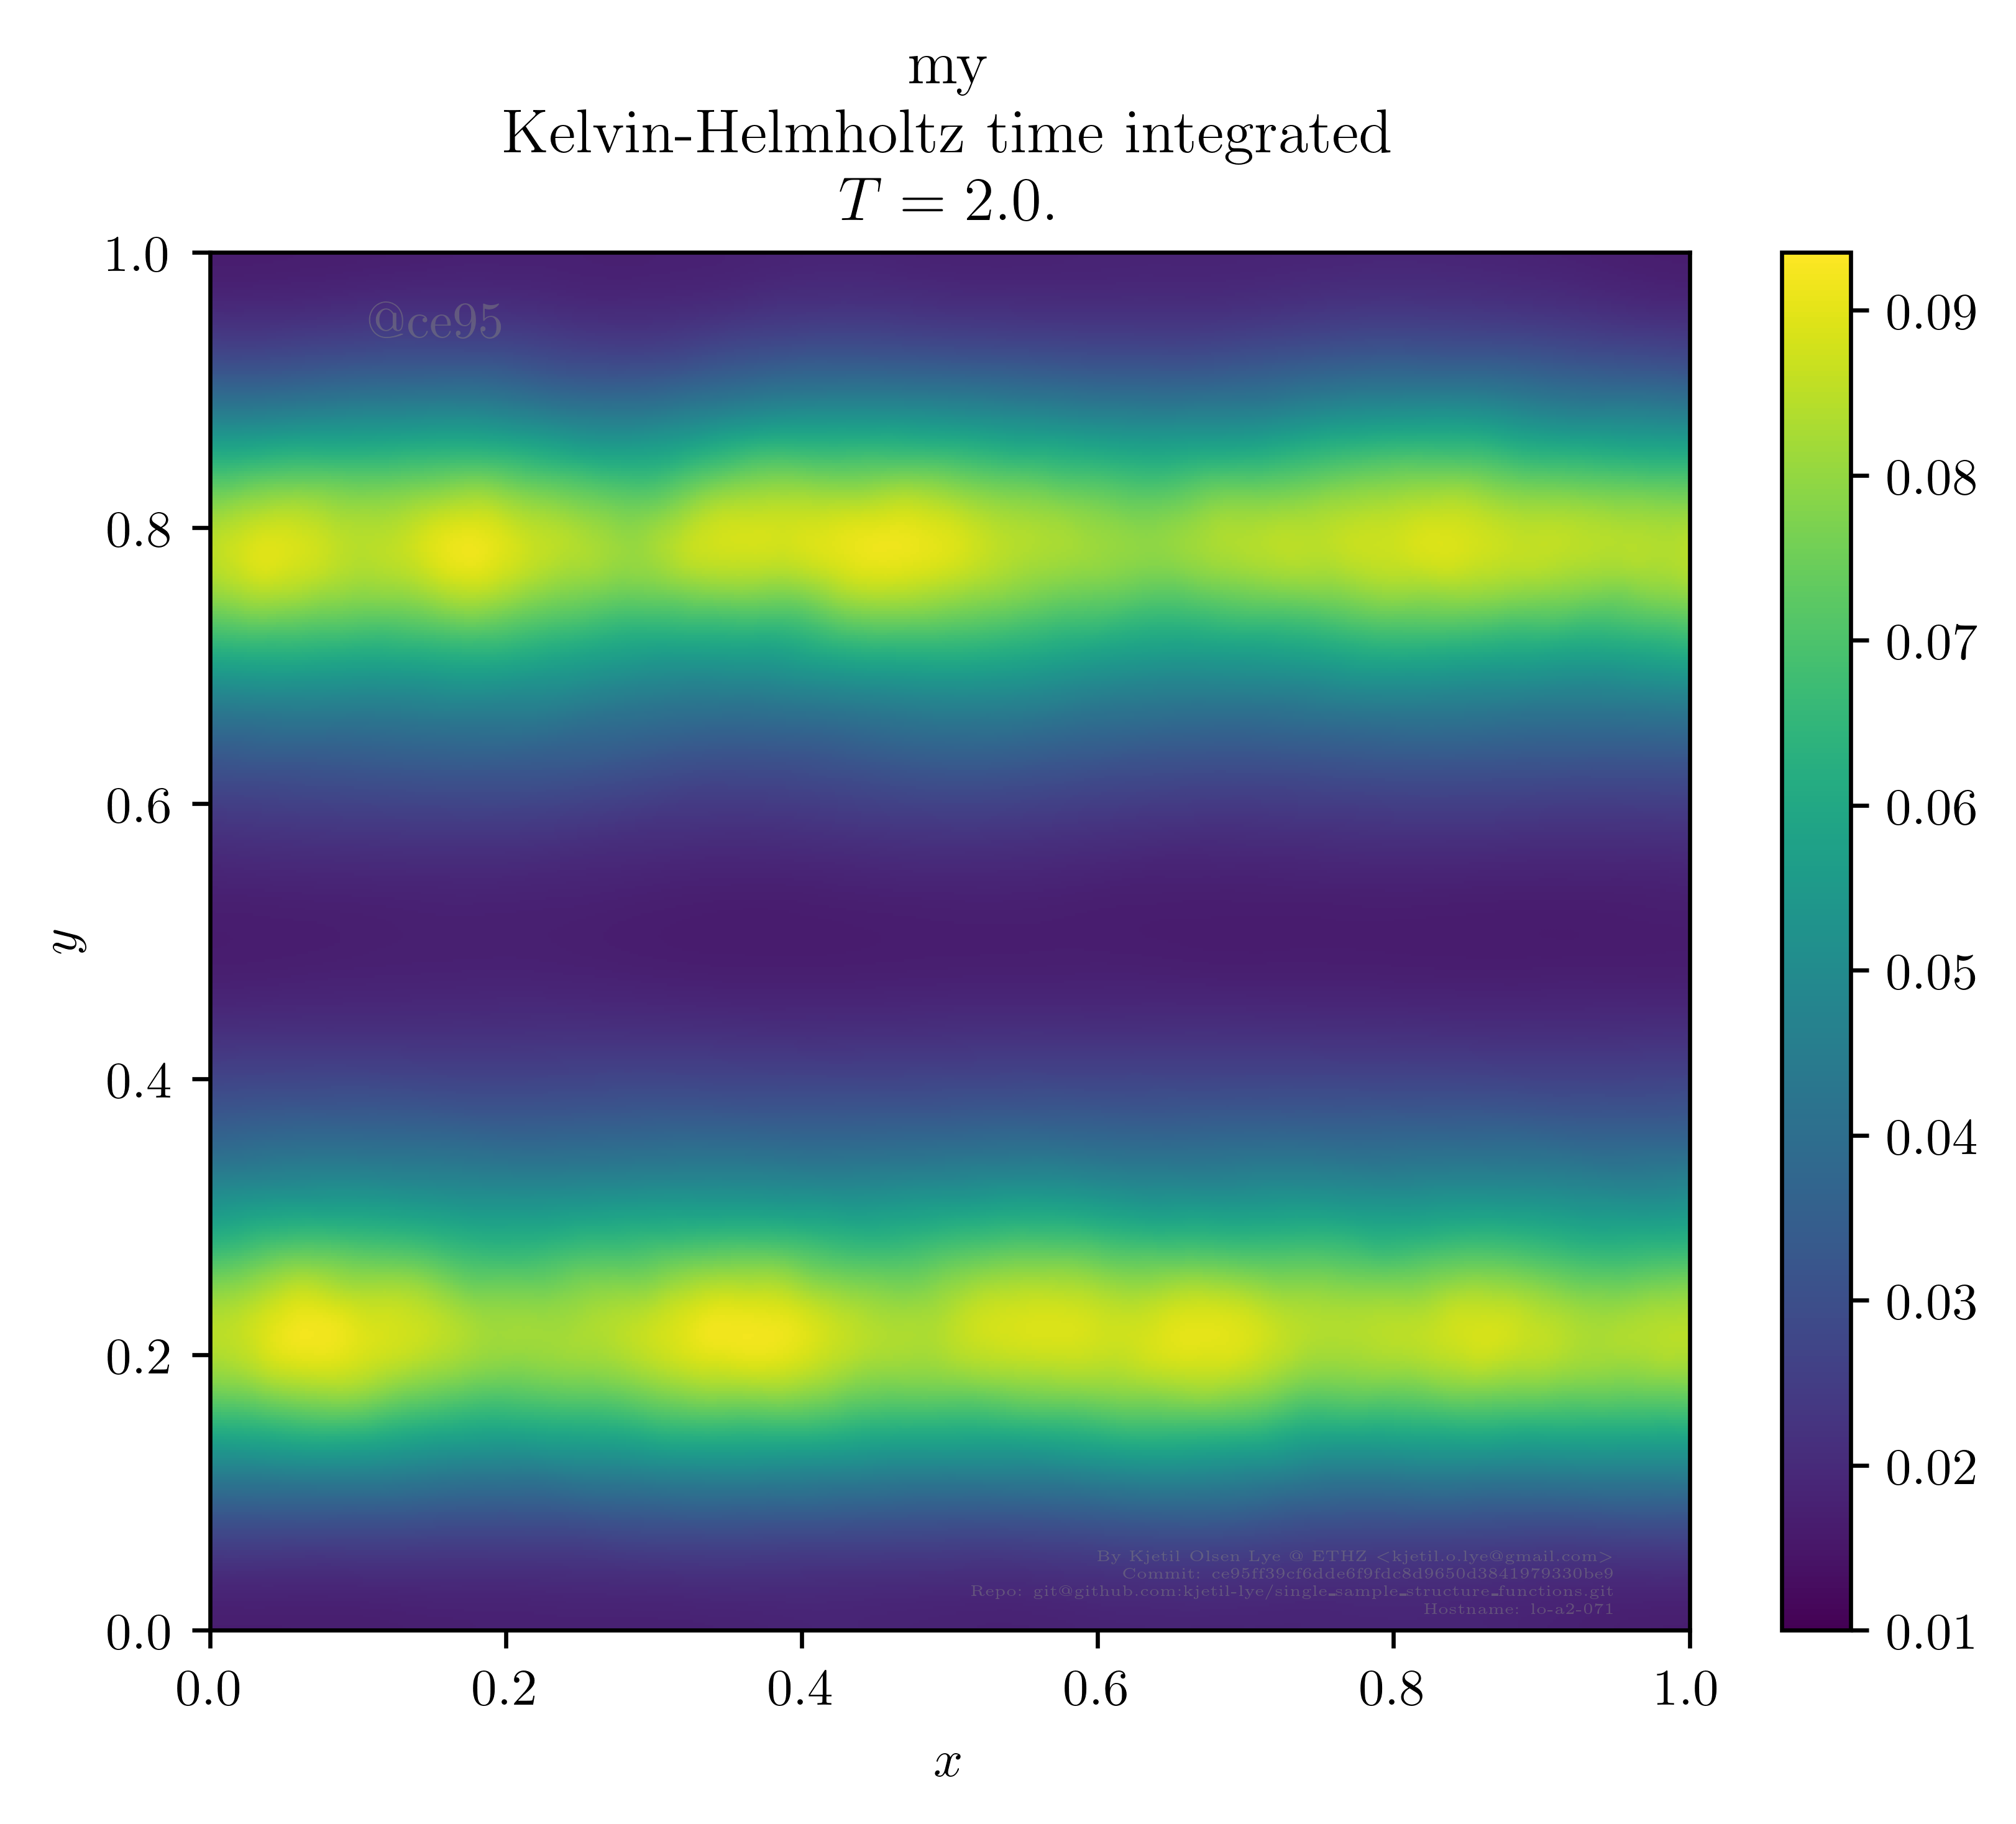 my
Kelvin-Helmholtz time integrated
T = 2.0.
1.0
0.8
0.6
0.4
0.2
0.0
y
@ce95
By Kjetil Olsen Lye @ ETHZ <kjetil.o.lye@gmail.com>
Commit: ce95ff39cf6dde6f9fdc8d9650d3841979330be9
Repo: git@github.com:kjetil-lye/single_sample_structure_functions.git
Hostname: lo-a2-071
0.0 0.2 0.4 0.6 0.8 1.0
x
0.09
0.08
0.07
0.06
0.05
0.04
0.03
0.02
0.01